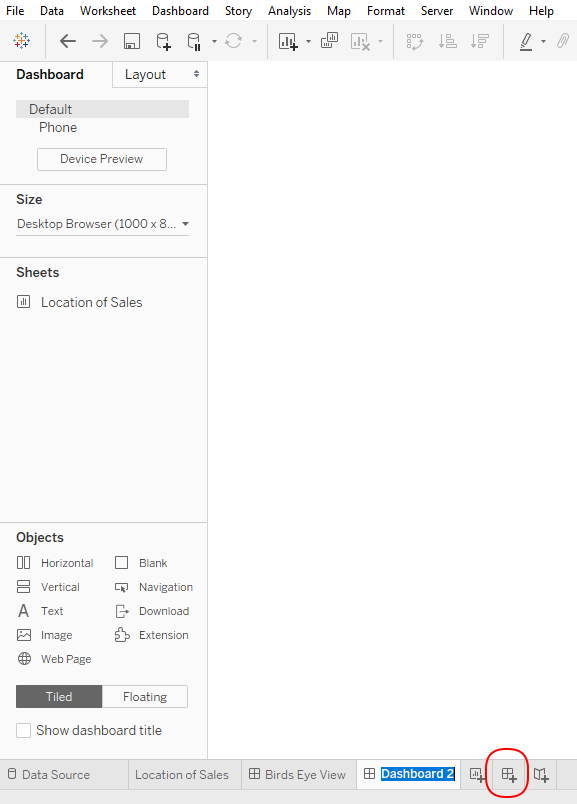 File Data Worksheet Dashboard Story Analysis Map Format Server Window Help
Dashboard Layout
Default
Phone
Device Preview
Size
Desktop Browser (1000 x 8...
Sheets
Location of Sales
Objects
Horizontal Blank
Vertical Navigation
Text Download
Image Extension
Web Page
Tiled Floating
Show dashboard title
Data Source Location of Sales Birds Eye View Dashboard 2